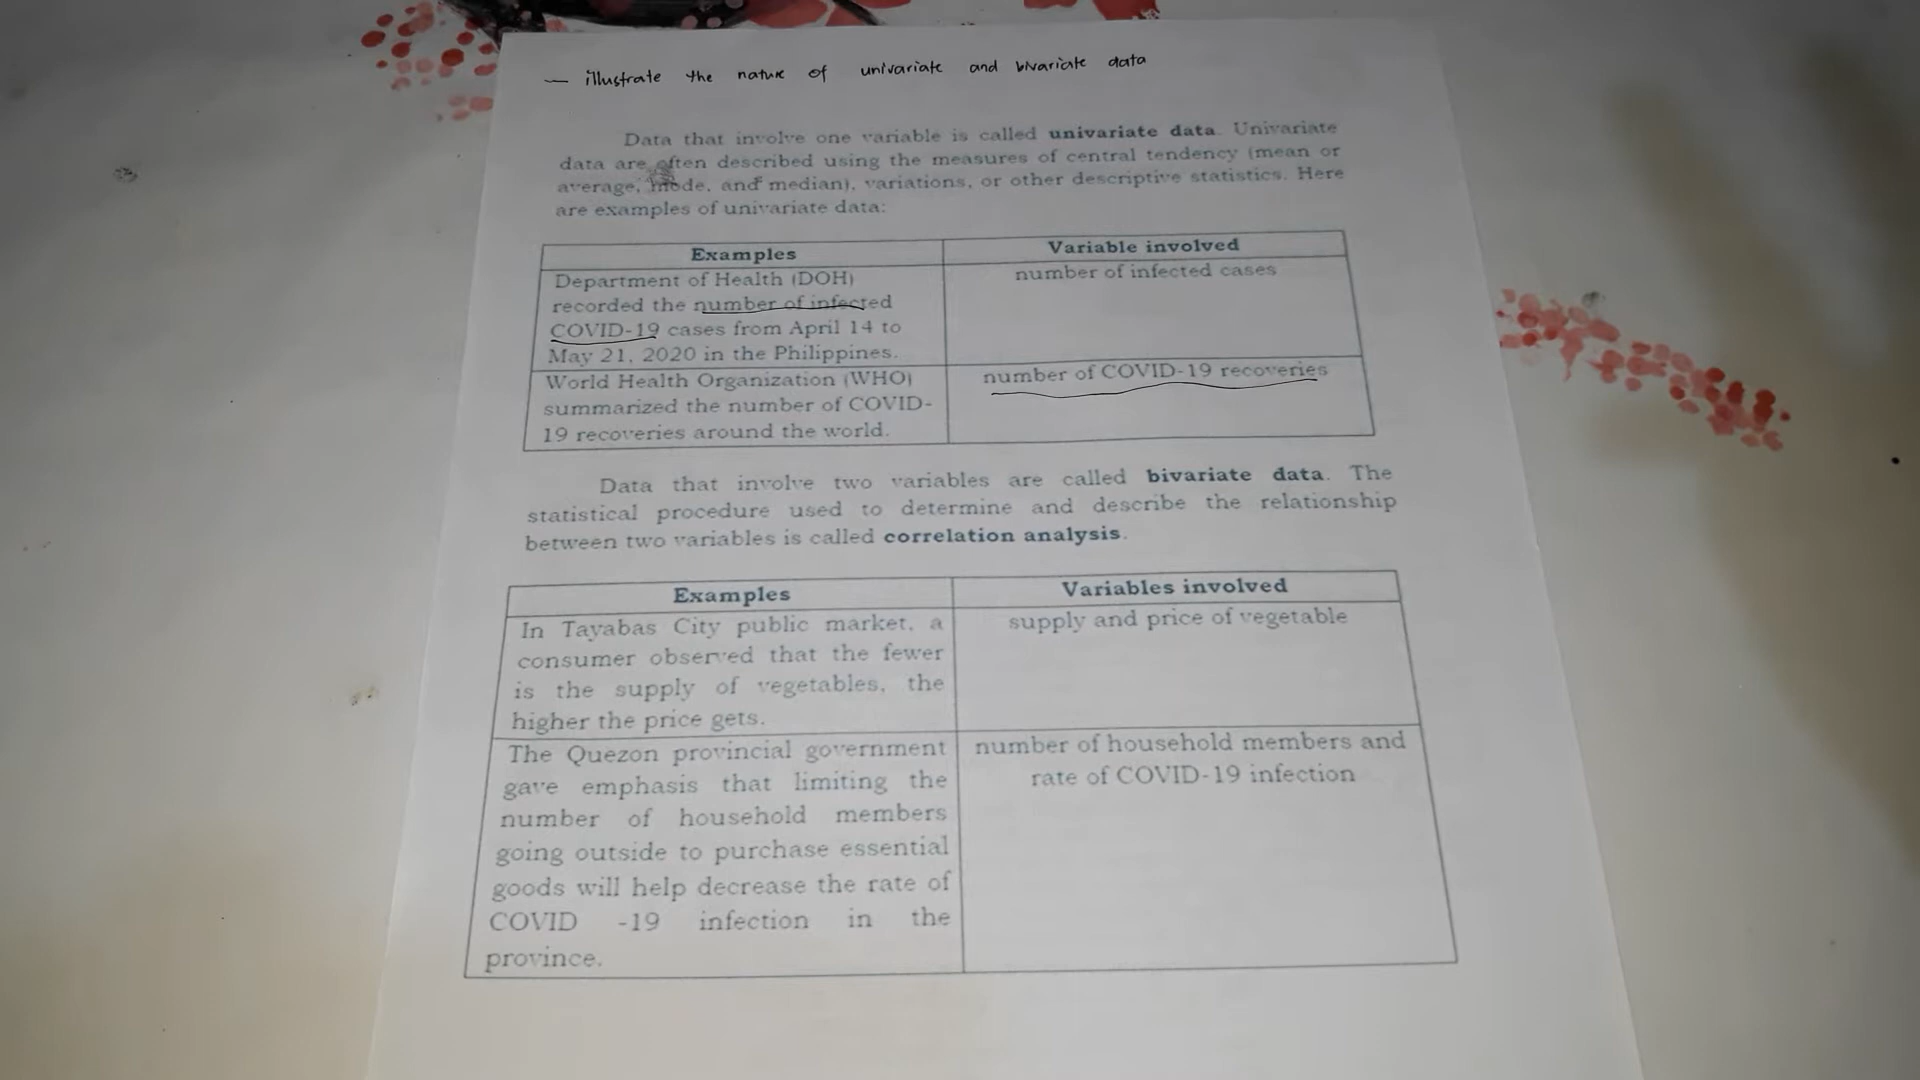 — illustrate the nature of univariate and bivariate data
Data that involve one variable is called univariate data. Univariate
data are often described using the measures of central tendency (mean or
average, mode, and median), variations, or other descriptive statistics. Here
are examples of univariate data:
Examples
Variable involved
Department of Health (DOH)
recorded the number of infected
COVID-19 cases from April 14 to
May 21, 2020 in the Philippines.
number of infected cases
World Health Organization (WHO)
summarized the number of COVID-
19 recoveries around the world.
number of COVID-19 recoveries
Data that involve two variables are called bivariate data. The
statistical procedure used to determine and describe the relationship
between two variables is called correlation analysis.
Examples
Variables involved
In Tayabas City public market, a
consumer observed that the fewer
is the supply of vegetables, the
higher the price gets.
supply and price of vegetable
The Quezon provincial government
gave emphasis that limiting the
number of household members
going outside to purchase essential
goods will help decrease the rate of
COVID -19 infection in the
province.
number of household members and
rate of COVID-19 infection